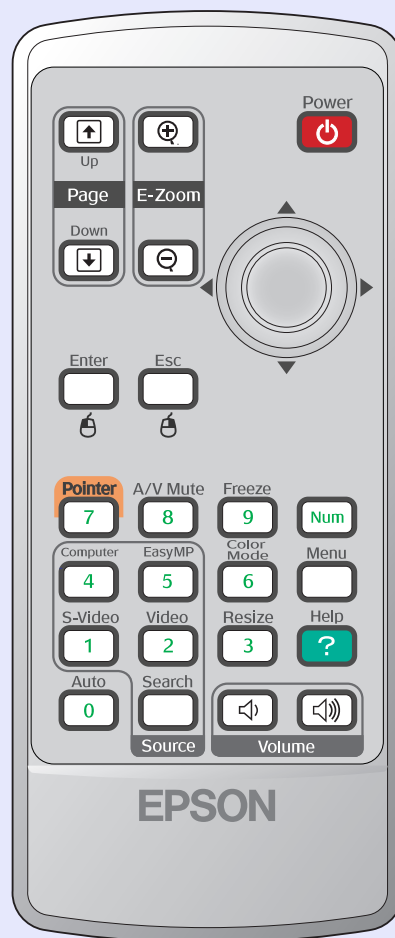 Power
Up
Page E-Zoom
Down
Enter Esc
Pointer A/V Mute Freeze
7 8 9 Num
Computer EasyMP Color Mode Menu
4 5 6
S-Video Video Resize Help
1 2 3 ?
Auto Search
0
Source Volume
EPSON